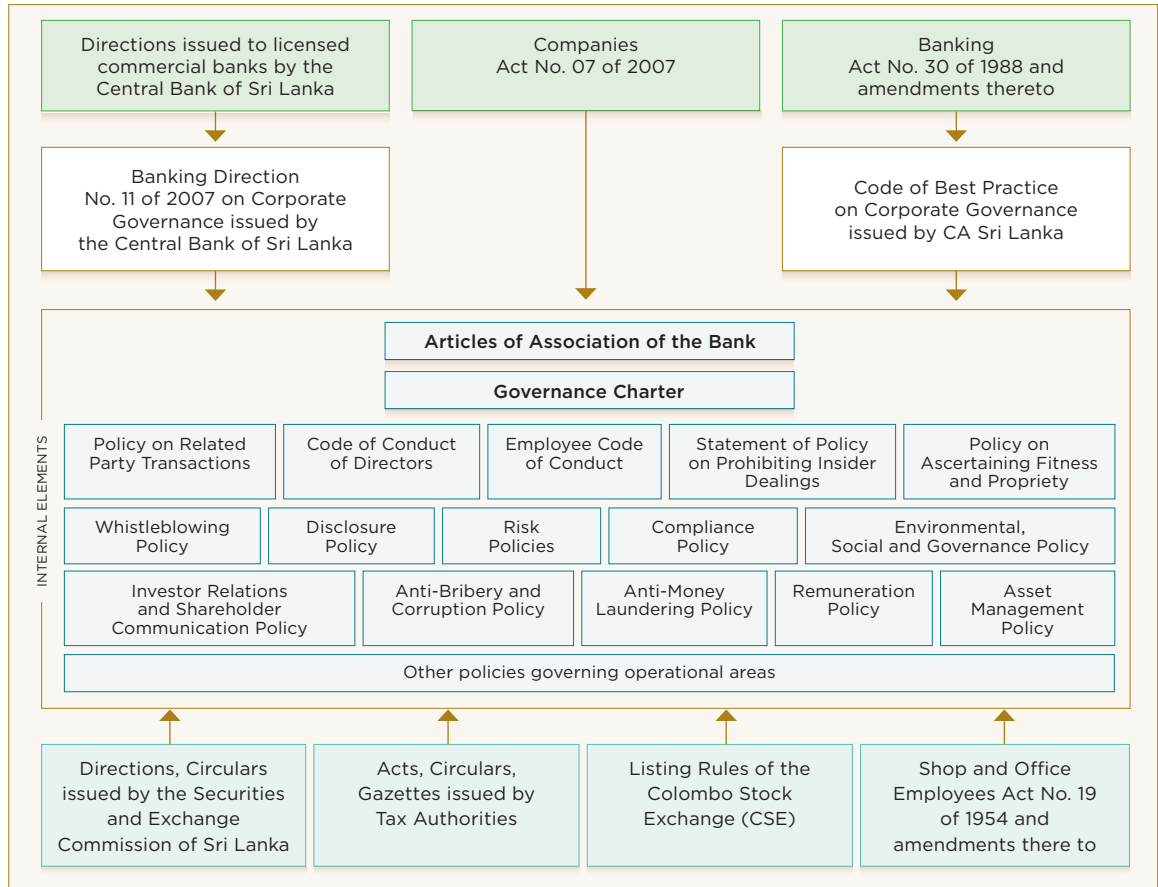 Directions issued to licensed
commercial banks by the
Central Bank of Sri Lanka
Companies
Act No. 07 of 2007
Banking
Act No. 30 of 1988 and
amendments thereto
Banking Direction
No. 11 of 2007 on Corporate
Governance issued by
the Central Bank of Sri Lanka
Code of Best Practice
on Corporate Governance
issued by CA Sri Lanka
INTERNAL ELEMENTS
Articles of Association of the Bank
Governance Charter
Policy on Related
Party Transactions
Code of Conduct
of Directors
Employee Code
of Conduct
Statement of Policy
on Prohibiting Insider
Dealings
Policy on
Ascertaining Fitness
and Propriety
Whistleblowing
Policy
Disclosure
Policy
Risk
Policies
Compliance
Policy
Environmental,
Social and Governance Policy
Investor Relations
and Shareholder
Communication Policy
Anti-Bribery and
Corruption Policy
Anti-Money
Laundering Policy
Remuneration
Policy
Asset
Management
Policy
Other policies governing operational areas
Directions, Circulars
issued by the Securities
and Exchange
Commission of Sri Lanka
Acts, Circulars,
Gazettes issued by
Tax Authorities
Listing Rules of the
Colombo Stock
Exchange (CSE)
Shop and Office
Employees Act No. 19
of 1954 and
amendments there to